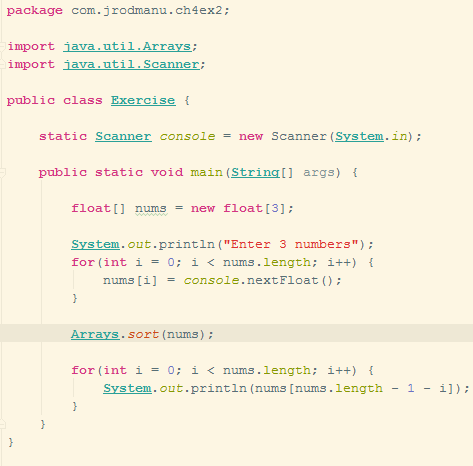 package com.jrodmanu.ch4ex2;
import java.util.Arrays;
import java.util.Scanner;
public class Exercise {
static Scanner console = new Scanner(System.in);
public static void main(String[] args) {
float[] nums = new float[3];
System.out.println("Enter 3 numbers");
for(int i = 0; i < nums.length; i++) {
nums[i] = console.nextFloat();
}
Arrays.sort(nums);
for(int i = 0; i < nums.length; i++) {
System.out.println(nums[nums.length - 1 - i]);
}
}
}